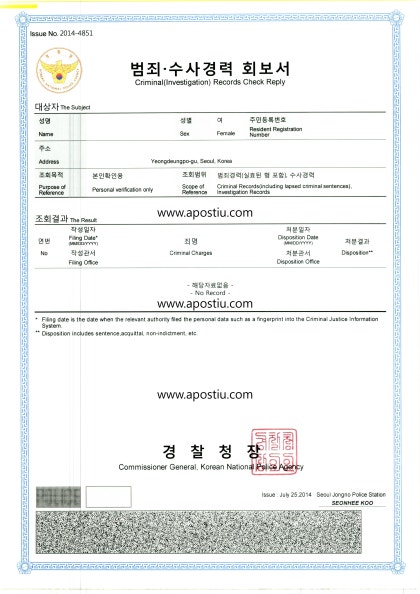 Issue No. 2014-4851
범죄·수사경력 회보서
Criminal(Investigation) Records Check Reply
대상자 The Subject
성명 성별 여 주민등록번호
Name Sex Female Resident Registration Number
주소
Address Yeongdeungpo-gu, Seoul, Korea
조회목적 본인확인용 조회범위 범죄경력(실효된 형 포함), 수사경력
Purpose of Reference Personal verification only Scope of Reference Criminal Records(including lapsed criminal sentences), Investigation Records
www.apostiu.com
조회결과 The Result
작성일자 처분일자
Filing Date* Disposition Date
연번 (MM/DD/YYYY) 죄명 (MM/DD/YYYY) 처분결과
No 작성관서 Criminal Charges 처분관서 Disposition**
Filing Office Disposition Office
- 해당자료없음 -
- No Record -
www.apostiu.com
* Filing date is the date when the relevant authority filed the personal data such as a fingerprint into the Criminal Justice Information
System.
** Disposition includes sentence,acquittal, non-indictment, etc.
www.apostiu.com
경찰청장
Commissioner General, Korean National Police Agency
Issue : July 25,2014 Seoul Jongno Police Station
SEONHEE KOO